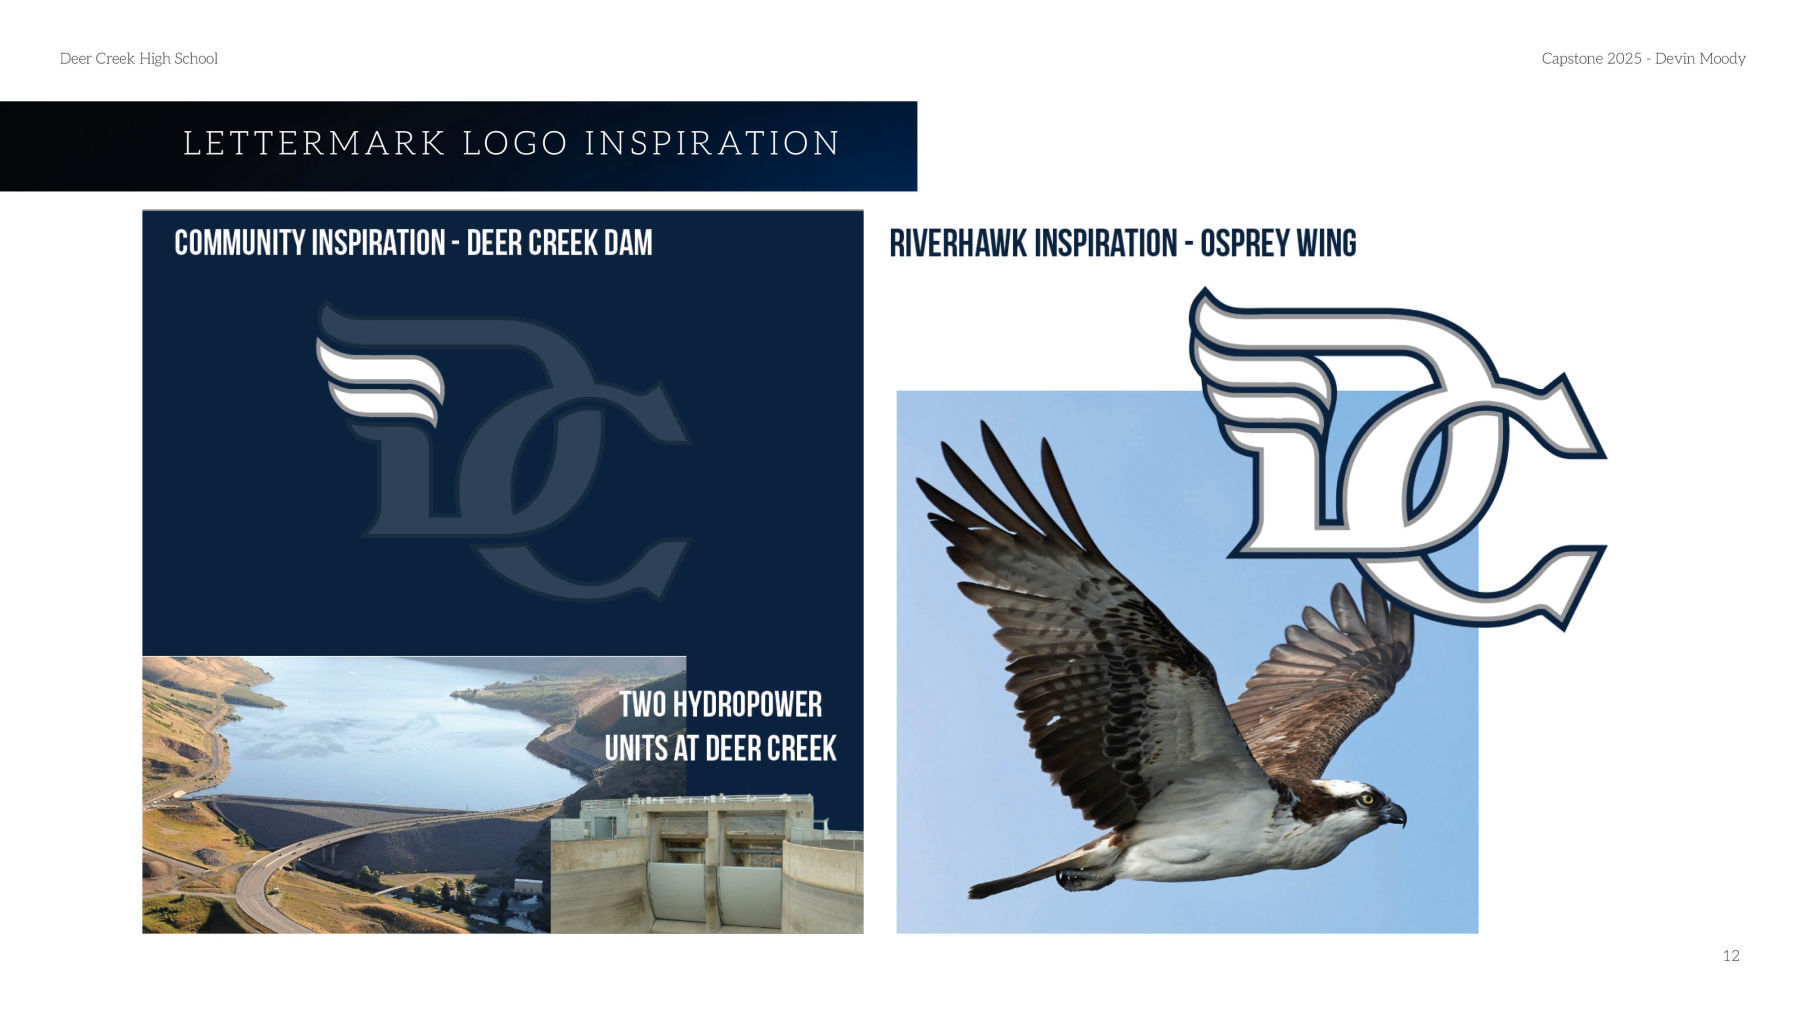 Deer Creek High School
Capstone 2025 - Devin Moody
LETTERMARK LOGO INSPIRATION
COMMUNITY INSPIRATION - DEER CREEK DAM
DC
TWO HYDROPOWER
UNITS AT DEER CREEK
RIVERHAWK INSPIRATION - OSPREY WING
DC
12